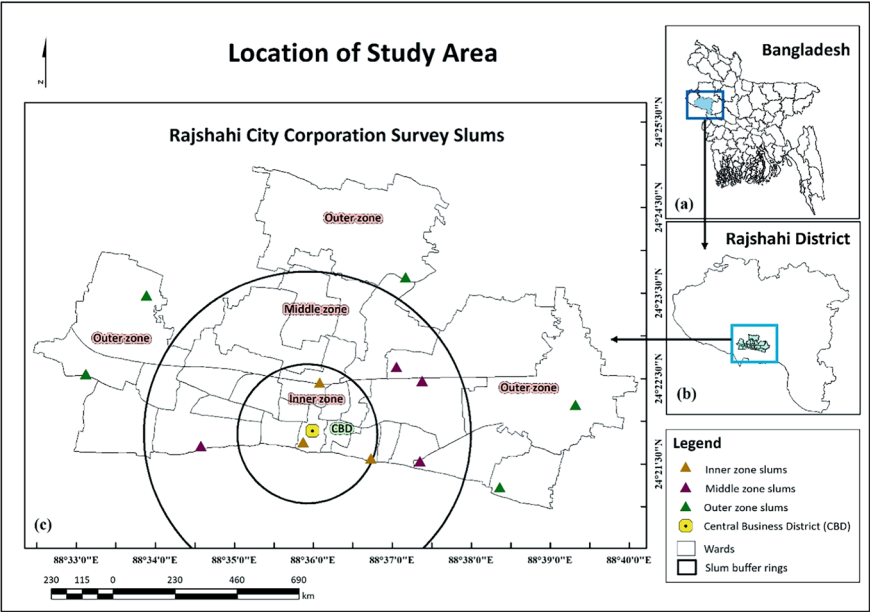 Location of Study Area
N
Rajshahi City Corporation Survey Slums
Outer zone
Middle zone
Outer zone
Inner zone
Outer zone
CBD
(c)
24°25'30"N
24°24'30"N
24°23'30"N
24°22'30"N
24°21'30"N
88°33'0"E 88°34'0"E 88°35'0"E 88°36'0"E 88°37'0"E 88°38'0"E 88°39'0"E 88°40'0"E
230 115 0 230 460 690
km
Bangladesh
(a)
Rajshahi District
(b)
Legend
Inner zone slums
Middle zone slums
Outer zone slums
Central Business District (CBD)
Wards
Slum buffer rings